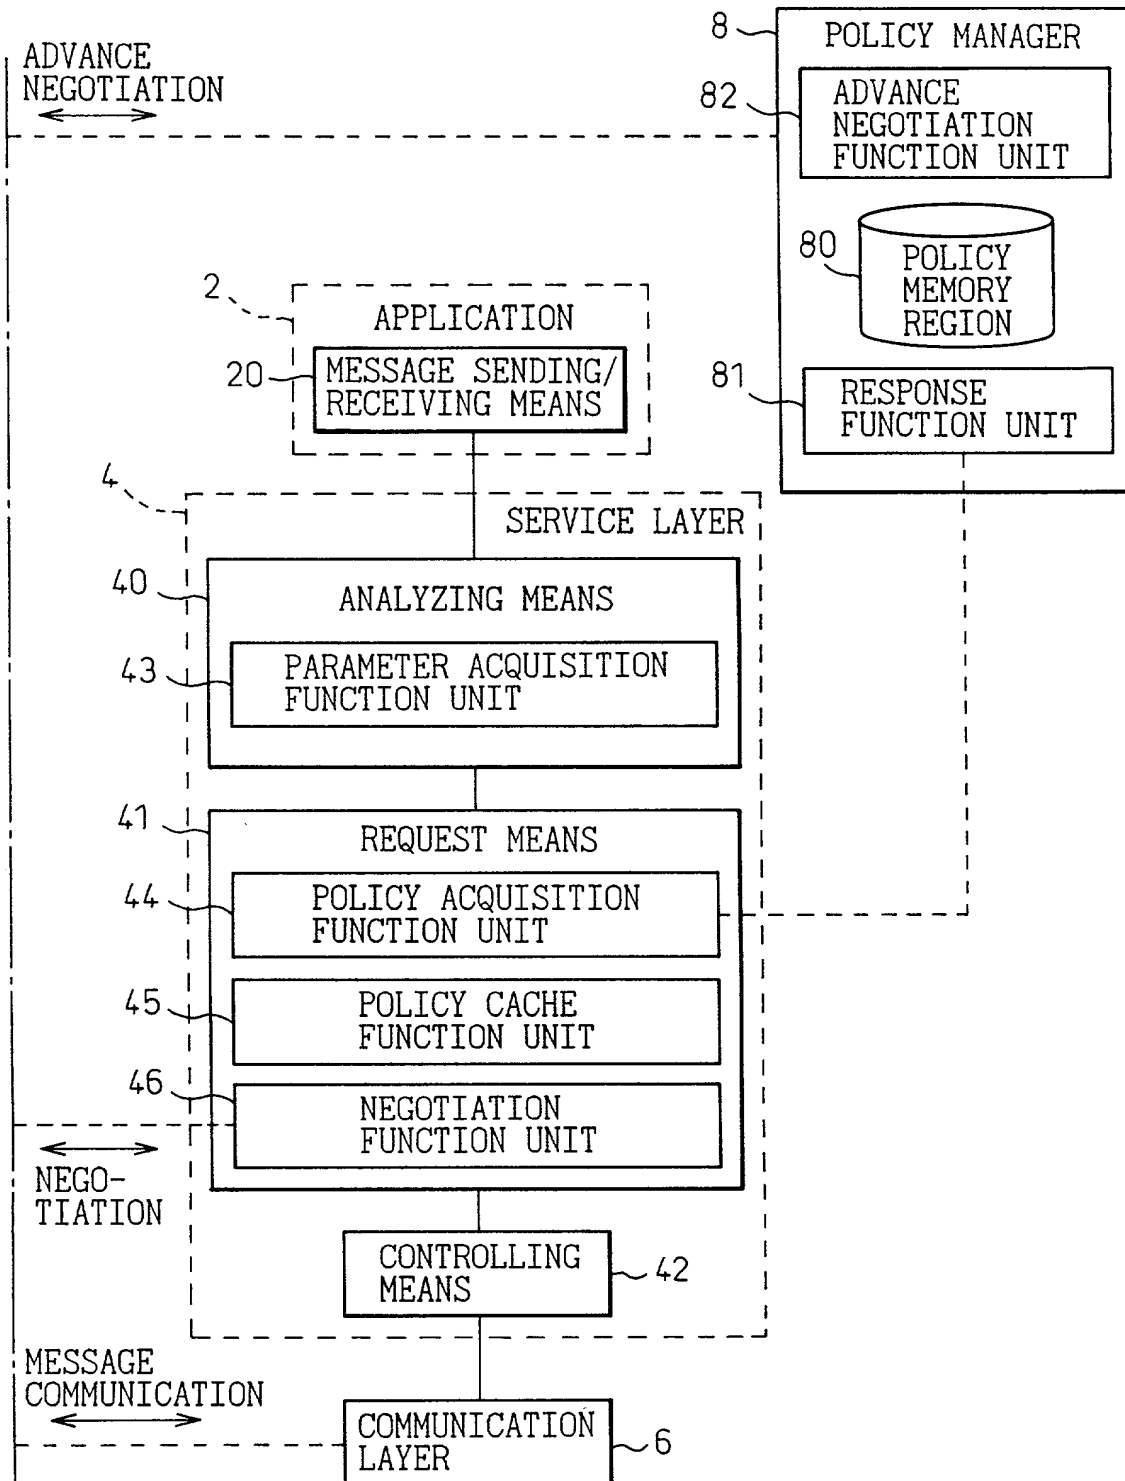 ADVANCE
NEGOTIATION
8
POLICY MANAGER
82
ADVANCE
NEGOTIATION
FUNCTION UNIT
80
POLICY
MEMORY
REGION
81
RESPONSE
FUNCTION UNIT
2
APPLICATION
20
MESSAGE SENDING/
RECEIVING MEANS
4
SERVICE LAYER
40
ANALYZING MEANS
43
PARAMETER ACQUISITION
FUNCTION UNIT
41
REQUEST MEANS
44
POLICY ACQUISITION
FUNCTION UNIT
45
POLICY CACHE
FUNCTION UNIT
46
NEGOTIATION
FUNCTION UNIT
NEGO-
TIATION
CONTROLLING
MEANS
42
MESSAGE
COMMUNICATION
COMMUNICATION
LAYER
6